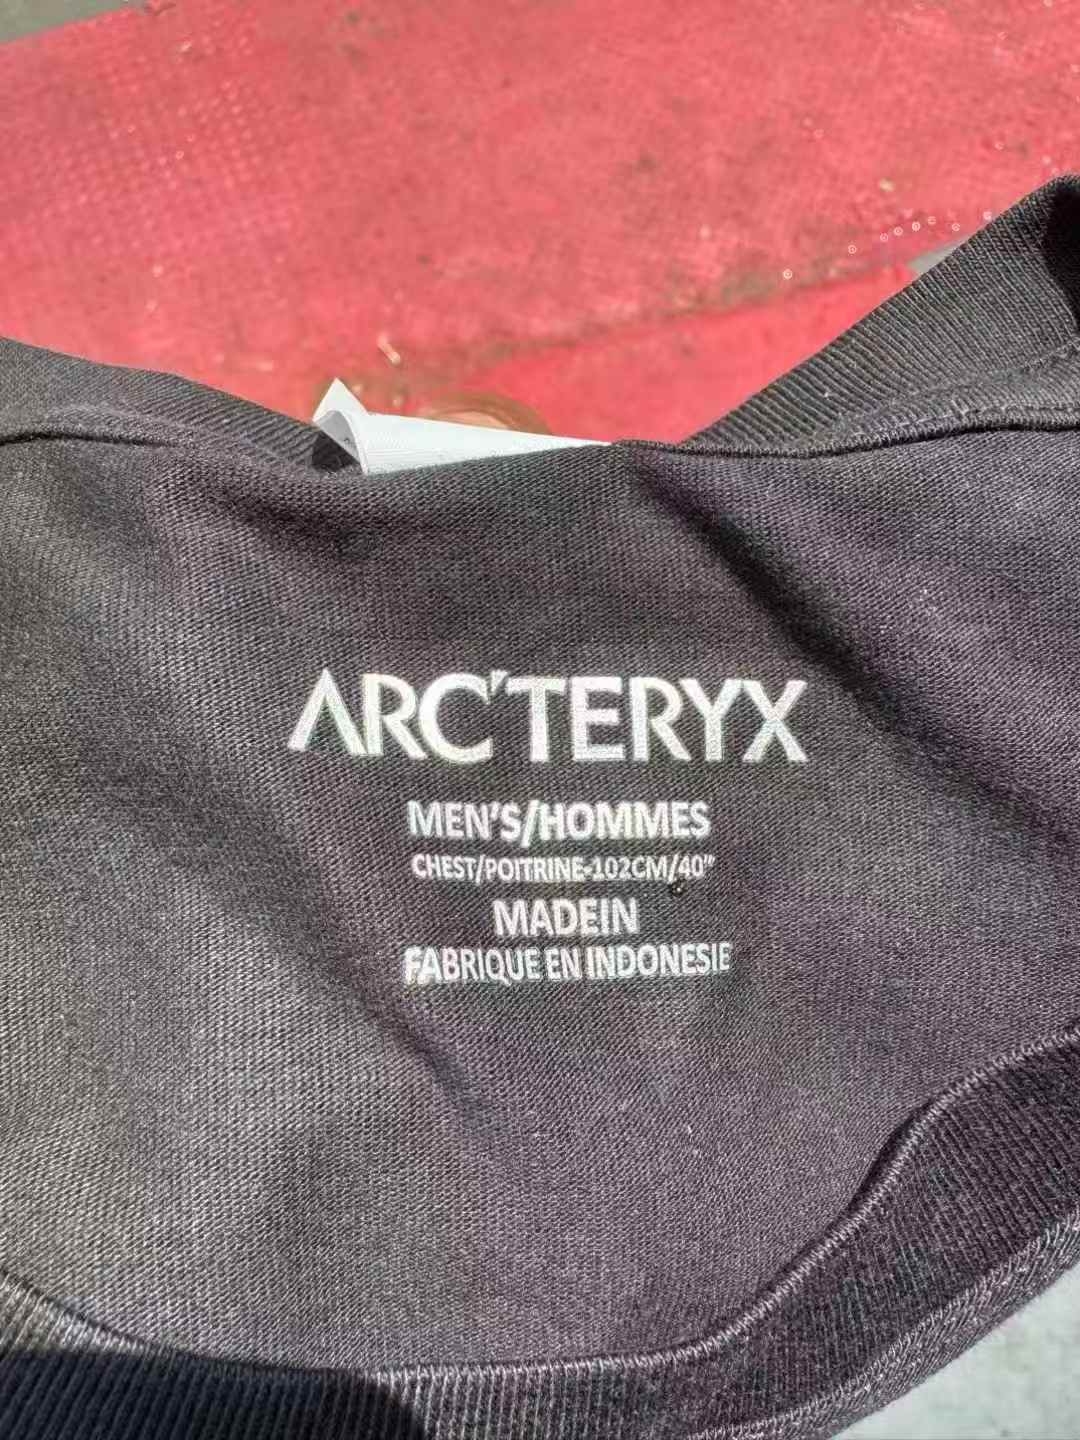 ARC'TERYX
MEN'S/HOMMES
CHEST/POITRINE-102CM/40"
MADEIN
FABRIQUE EN INDONESIE